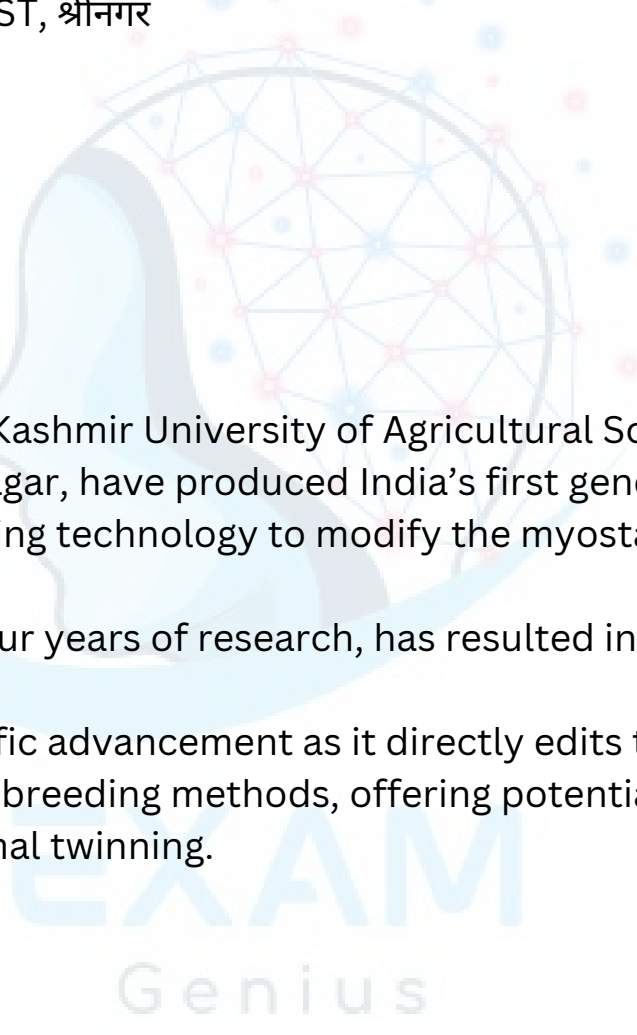 ST, श्रीनगर
Kashmir University of Agricultural Sc
agar, have produced India’s first gene
ing technology to modify the myosta
ur years of research, has resulted in
fic advancement as it directly edits t
breeding methods, offering potentia
nal twinning.
EXAM
Genius